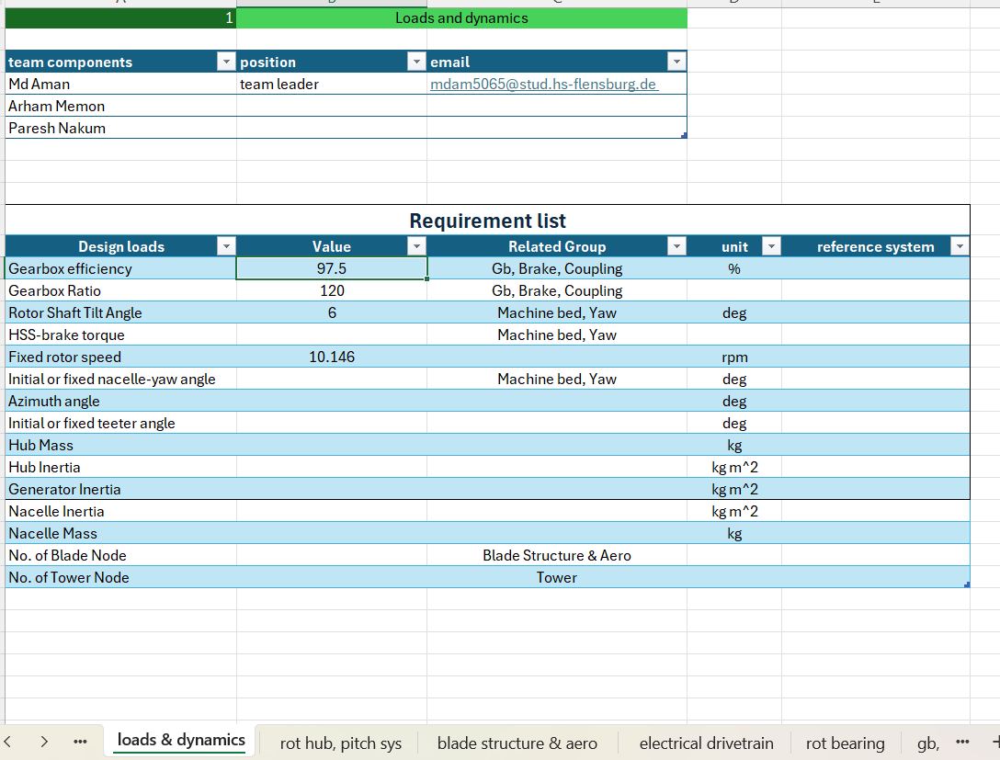 1 Loads and dynamics
team components position email
Md Aman team leader mdam5065@stud.hs-flensburg.de
Arham Memon
Paresh Nakum
Requirement list
Design loads Value Related Group unit reference system
Gearbox efficiency 97.5 Gb, Brake, Coupling %
Gearbox Ratio 120 Gb, Brake, Coupling
Rotor Shaft Tilt Angle 6 Machine bed, Yaw deg
HSS-brake torque Machine bed, Yaw
Fixed rotor speed 10.146 rpm
Initial or fixed nacelle-yaw angle Machine bed, Yaw deg
Azimuth angle deg
Initial or fixed teeter angle deg
Hub Mass kg
Hub Inertia kg m^2
Generator Inertia kg m^2
Nacelle Inertia kg m^2
Nacelle Mass kg
No. of Blade Node Blade Structure & Aero
No. of Tower Node Tower
loads & dynamics rot hub, pitch sys blade structure & aero electrical drivetrain rot bearing gb,